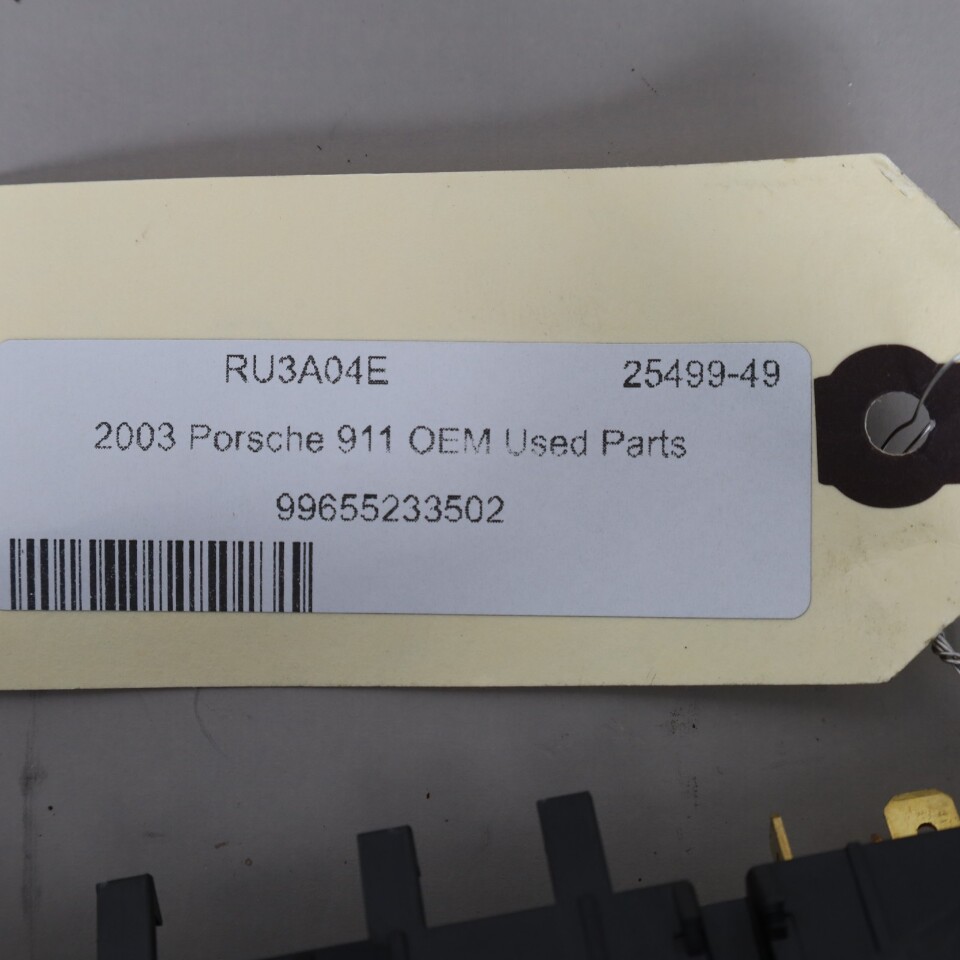 RU3A04E 25499-49
2003 Porsche 911 OEM Used Parts
99655233502